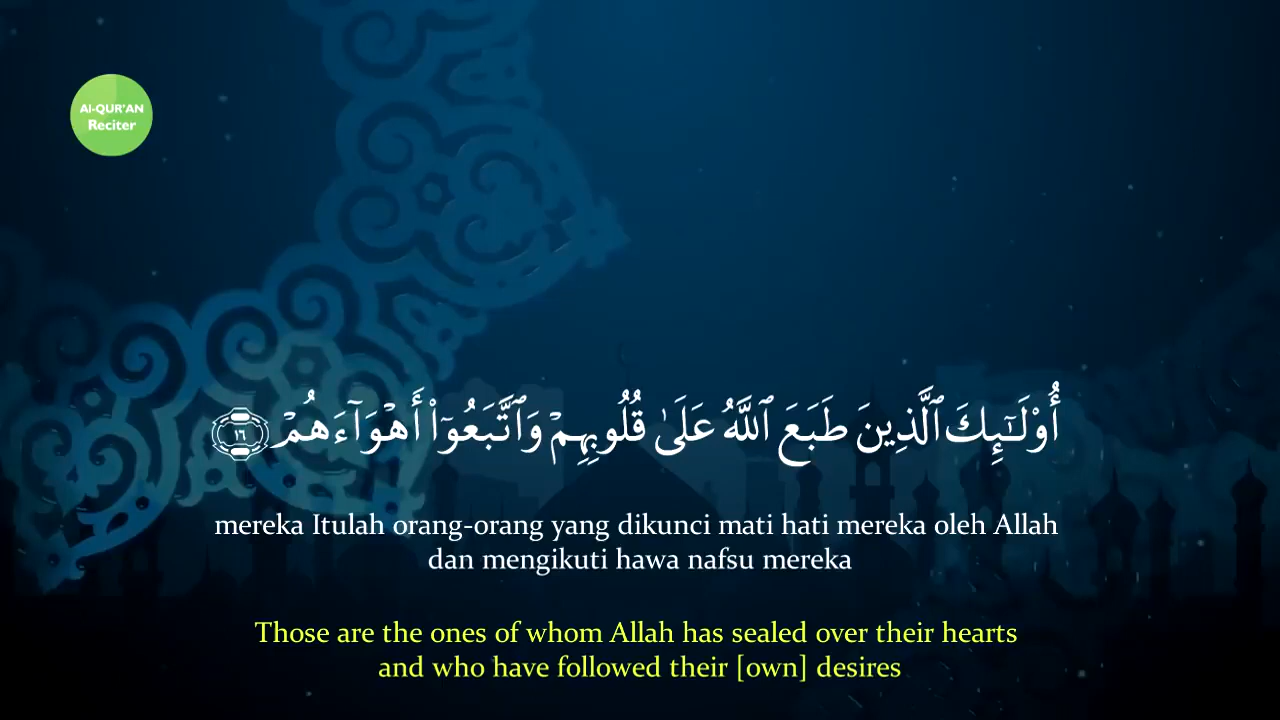 Al-QUR'AN
Reciter
أُو۟لَـٰٓئِكَ ٱلَّذِينَ طَبَعَ ٱللَّهُ عَلَىٰ قُلُوبِهِمْ وَٱتَّبَعُوٓا۟ أَهْوَآءَهُمْ ١٦
mereka Itulah orang-orang yang dikunci mati hati mereka oleh Allah
dan mengikuti hawa nafsu mereka
Those are the ones of whom Allah has sealed over their hearts
and who have followed their [own] desires